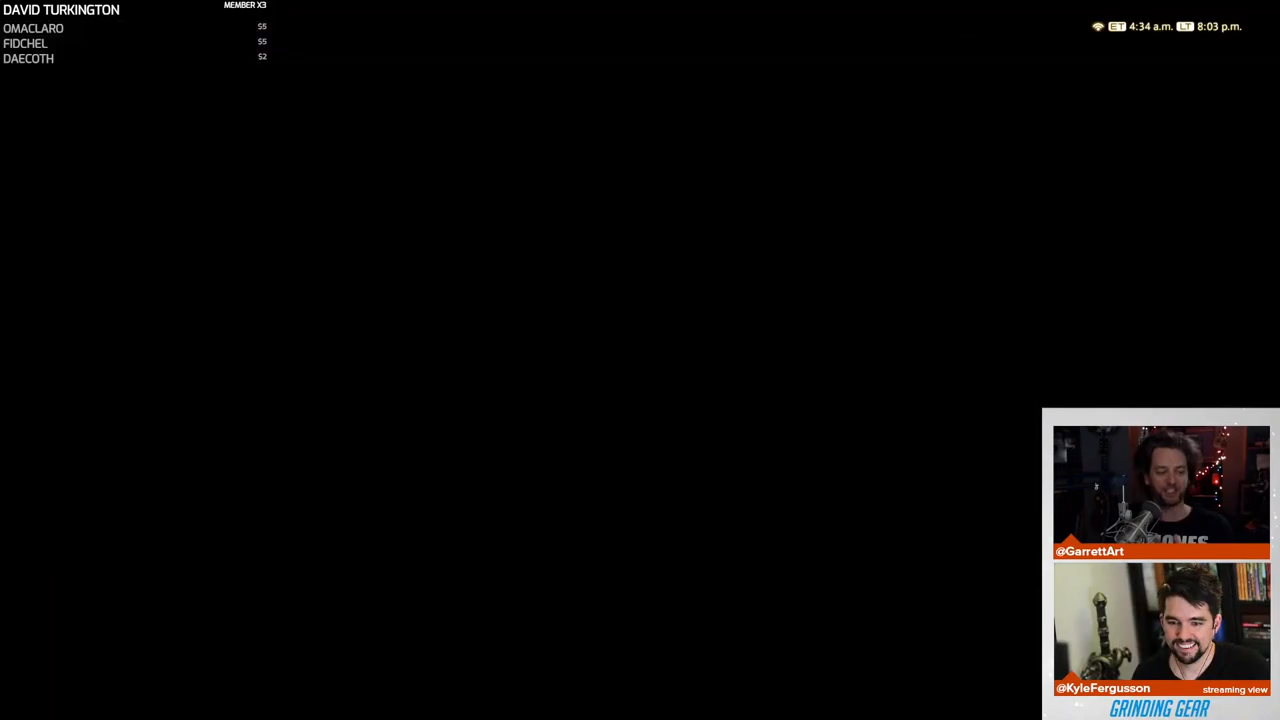 DAVID TURKINGTON MEMBER X3
OMACLARO $5
FIDCHEL $5
DAECOTH $2
ET 4:34 a.m. LT 8:03 p.m.
@GarrettArt
@KyleFergusson streaming view
GRINDING GEAR